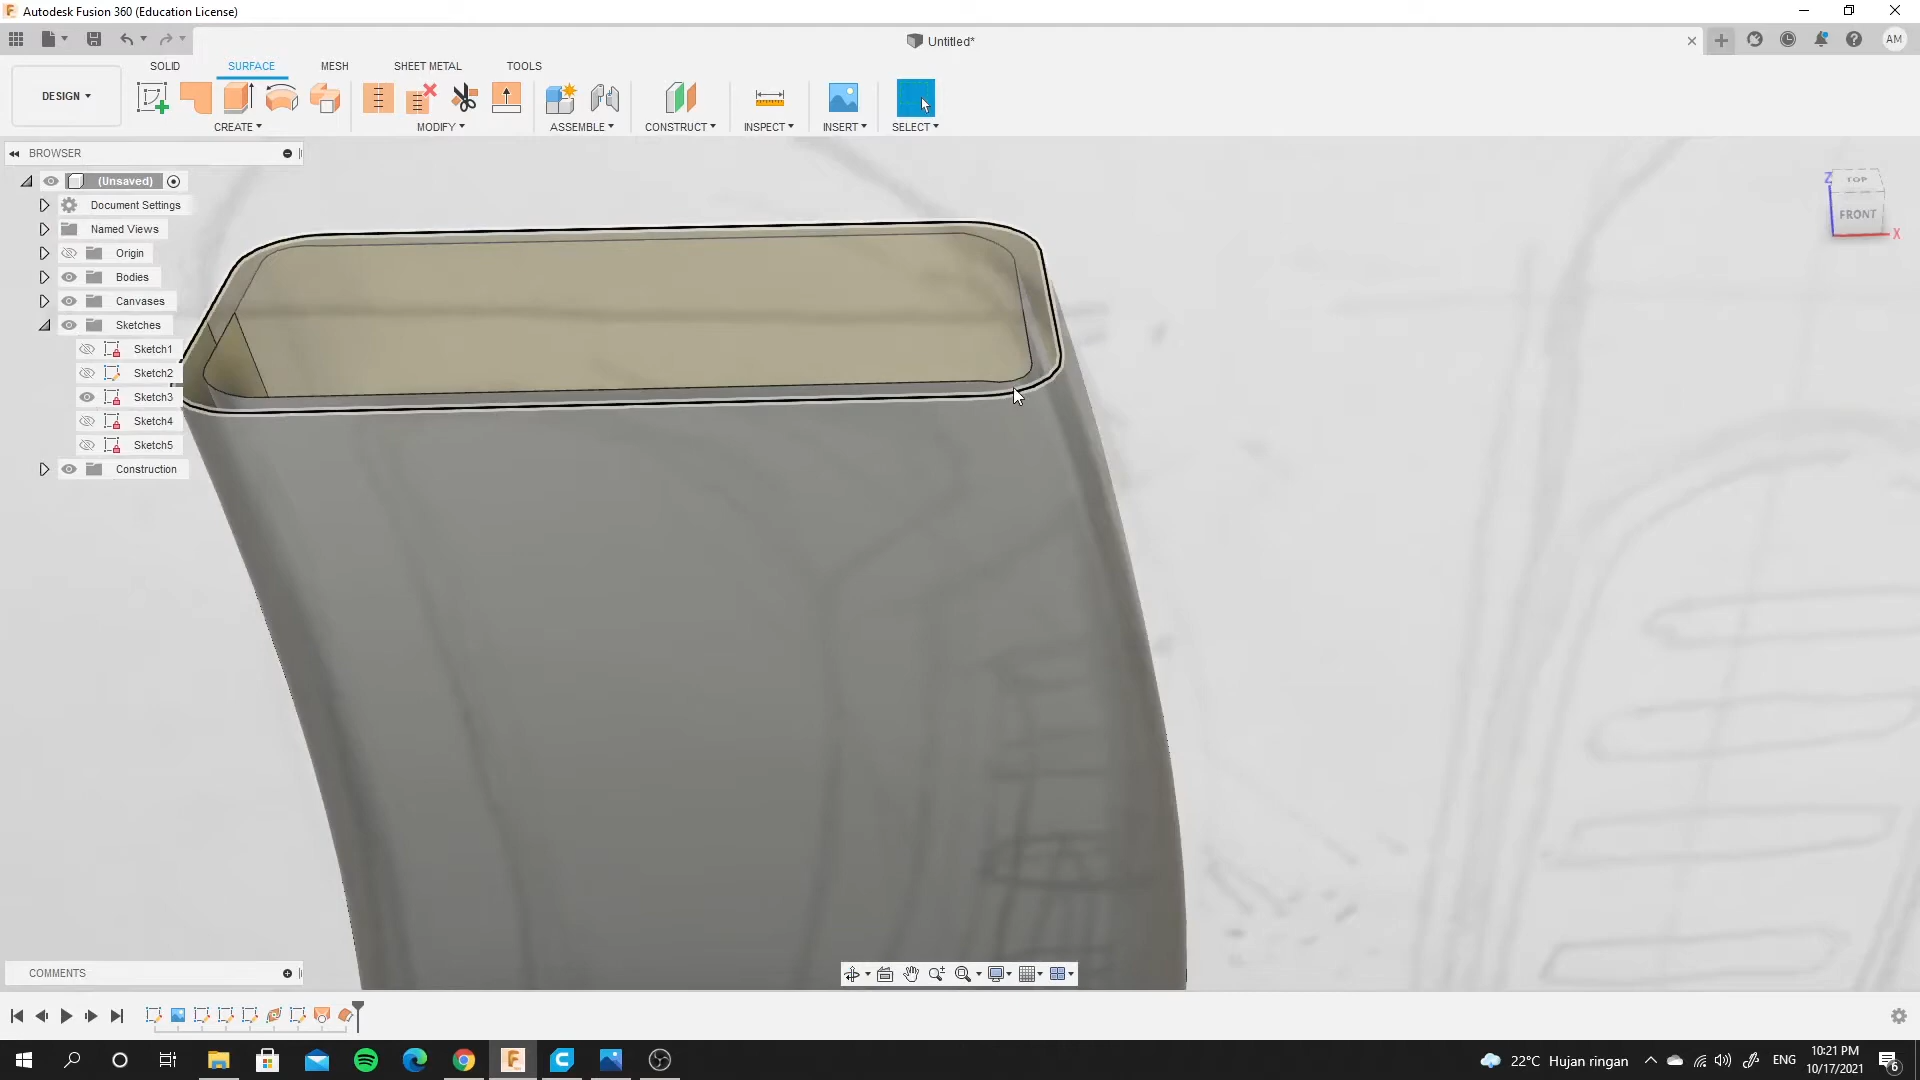 Autodesk Fusion 360 (Education License)
Untitled*
AM
DESIGN
SOLID
SURFACE
MESH
SHEET METAL
TOOLS
CREATE
MODIFY
ASSEMBLE
CONSTRUCT
INSPECT
INSERT
SELECT
BROWSER
(Unsaved)
Document Settings
Named Views
Origin
Bodies
Canvases
Sketches
Sketch1
Sketch2
Sketch3
Sketch4
Sketch5
Construction
Z
TOP
FRONT
X
COMMENTS
22°C Hujan ringan
ENG
10:21 PM
10/17/2021
6